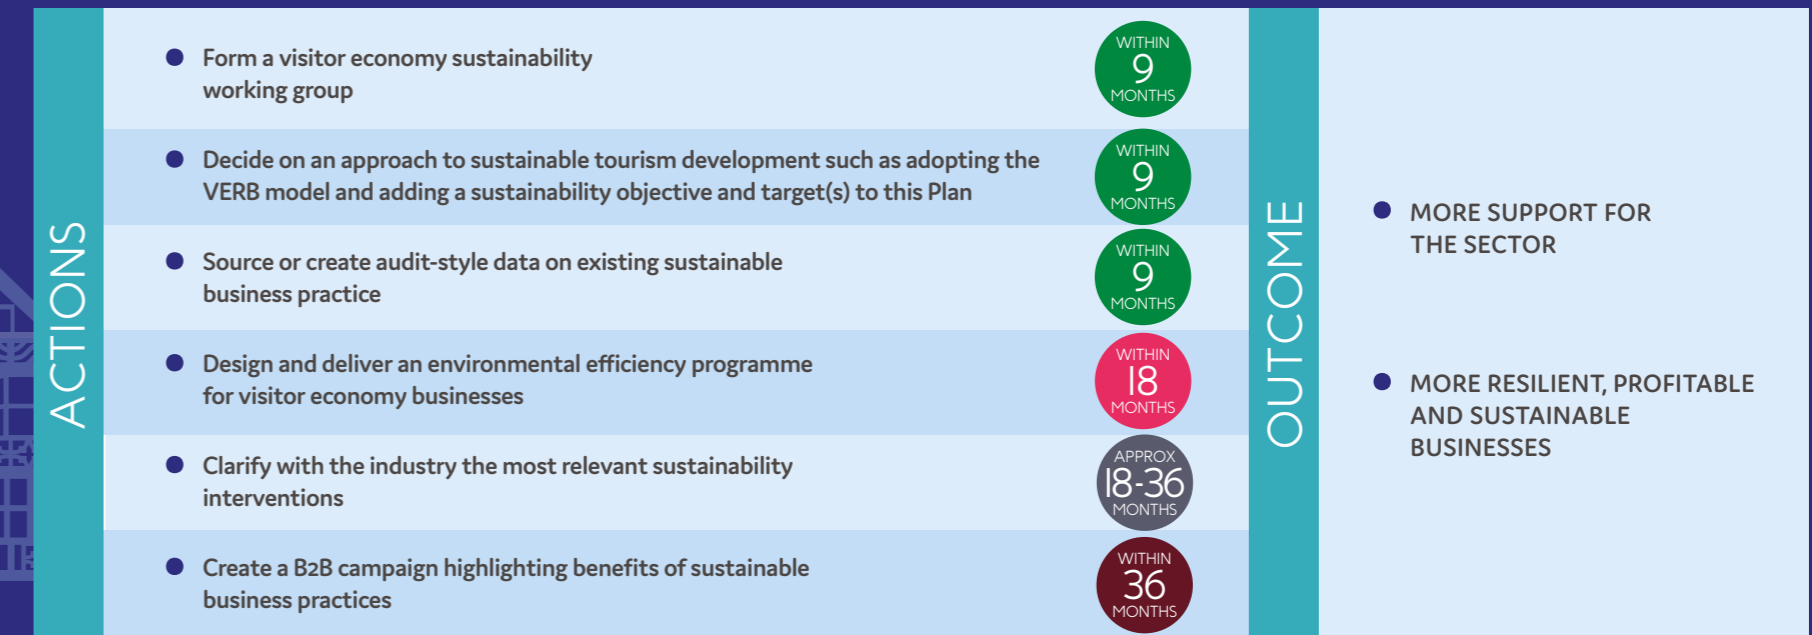 ACTIONS
Form a visitor economy sustainability
working group
WITHIN
9
MONTHS
Decide on an approach to sustainable tourism development such as adopting the
VERB model and adding a sustainability objective and target(s) to this Plan
WITHIN
9
MONTHS
Source or create audit-style data on existing sustainable
business practice
WITHIN
9
MONTHS
Design and deliver an environmental efficiency programme
for visitor economy businesses
WITHIN
18
MONTHS
Clarify with the industry the most relevant sustainability
interventions
APPROX
18-36
MONTHS
Create a B2B campaign highlighting benefits of sustainable
business practices
WITHIN
36
MONTHS
OUTCOME
MORE SUPPORT FOR
THE SECTOR
MORE RESILIENT, PROFITABLE
AND SUSTAINABLE
BUSINESSES